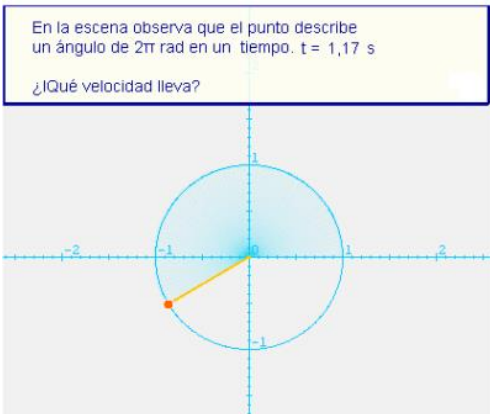 En la escena observa que el punto describe
un ángulo de 2π rad en un tiempo. t = 1,17 s
¿lQué velocidad lleva?
1
-2 -1 0 1 2
-1